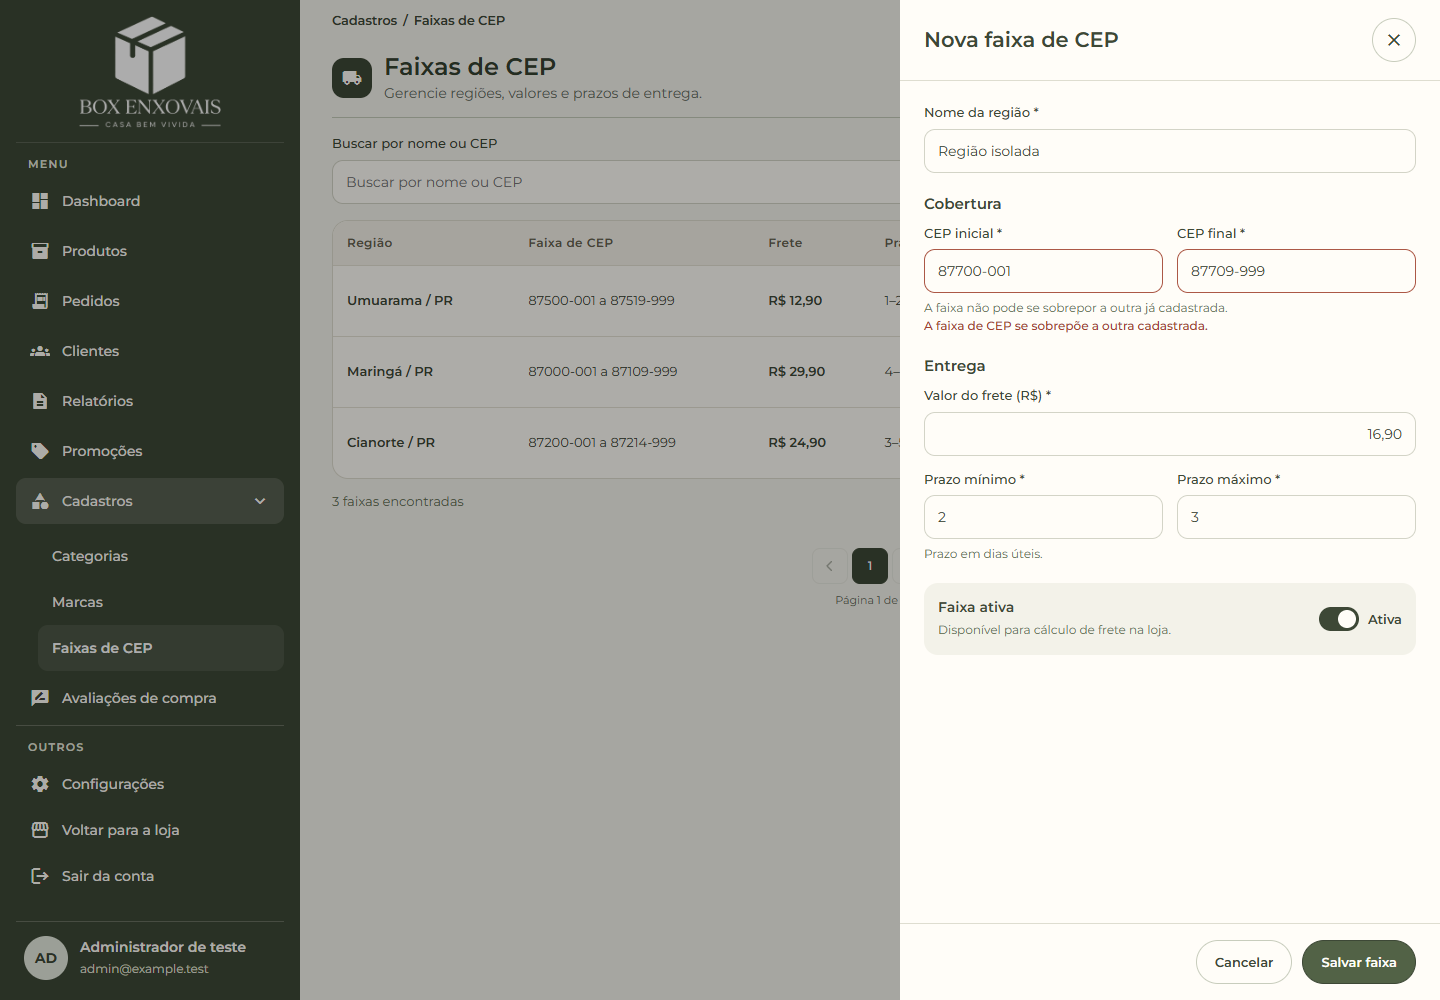 BOX ENXOVAIS
CASA BEM VIVIDA
MENU
Dashboard
Produtos
Pedidos
Clientes
Relatórios
Promoções
Cadastros
Categorias
Marcas
Faixas de CEP
Avaliações de compra
OUTROS
Configurações
Voltar para a loja
Sair da conta
AD
Administrador de teste
admin@example.test
Cadastros / Faixas de CEP
Faixas de CEP
Gerencie regiões, valores e prazos de entrega.
Buscar por nome ou CEP
Buscar por nome ou CEP
Região Faixa de CEP Frete
Umuarama / PR 87500-001 a 87519-999 R$ 12,90 1–2
Maringá / PR 87000-001 a 87109-999 R$ 29,90 4–
Cianorte / PR 87200-001 a 87214-999 R$ 24,90 3–
3 faixas encontradas
1
Página 1 de
Nova faixa de CEP
Nome da região *
Região isolada
Cobertura
CEP inicial * CEP final *
87700-001 87709-999
A faixa não pode se sobrepor a outra já cadastrada.
A faixa de CEP se sobrepõe a outra cadastrada.
Entrega
Valor do frete (R$) *
16,90
Prazo mínimo * Prazo máximo *
2 3
Prazo em dias úteis.
Faixa ativa
Disponível para cálculo de frete na loja.
Ativa
Cancelar Salvar faixa